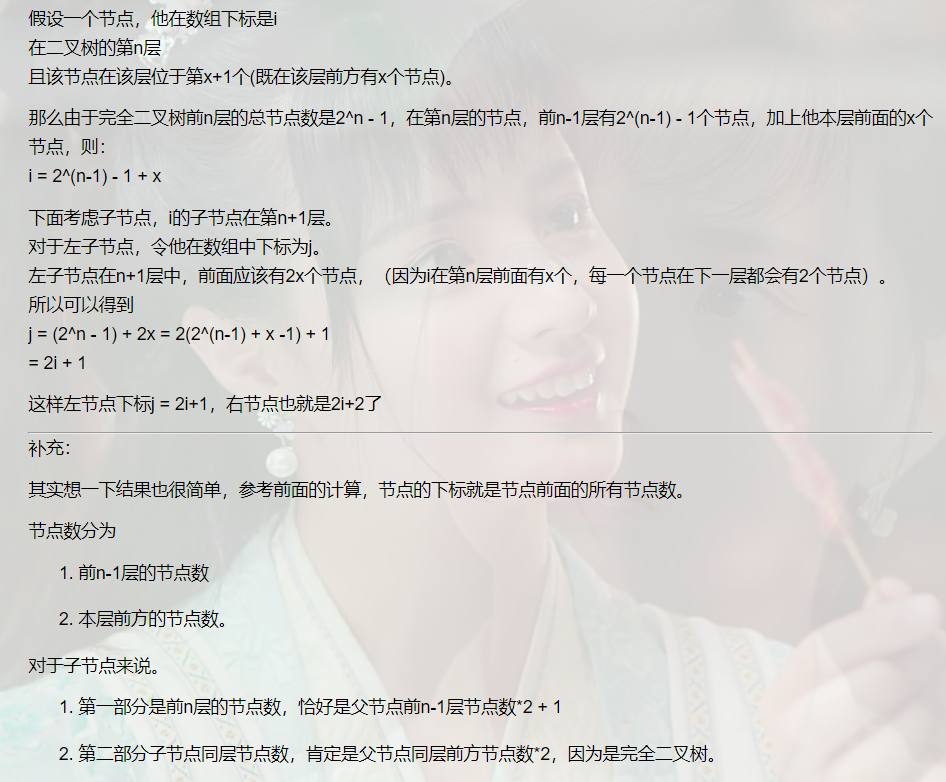 假设一个节点，他在数组下标是i
在二叉树的第n层
且该节点在该层位于第x+1个(既在该层前方有x个节点)。
那么由于完全二叉树前n层的总节点数是2^n - 1，在第n层的节点，前n-1层有2^(n-1) - 1个节点，加上他本层前面的x个
节点，则：
i = 2^(n-1) - 1 + x
下面考虑子节点，i的子节点在第n+1层。
对于左子节点，令他在数组中下标为j。
左子节点在n+1层中，前面应该有2x个节点，（因为i在第n层前面有x个，每一个节点在下一层都会有2个节点）。
所以可以得到
j = (2^n - 1) + 2x = 2(2^(n-1) + x -1) + 1
= 2i + 1
这样左节点下标j = 2i+1，右节点也就是2i+2了
补充：
其实想一下结果也很简单，参考前面的计算，节点的下标就是节点前面的所有节点数。
节点数分为
1. 前n-1层的节点数
2. 本层前方的节点数。
对于子节点来说。
1. 第一部分是前n层的节点数，恰好是父节点前n-1层节点数*2 + 1
2. 第二部分子节点同层节点数，肯定是父节点同层前方节点数*2，因为是完全二叉树。